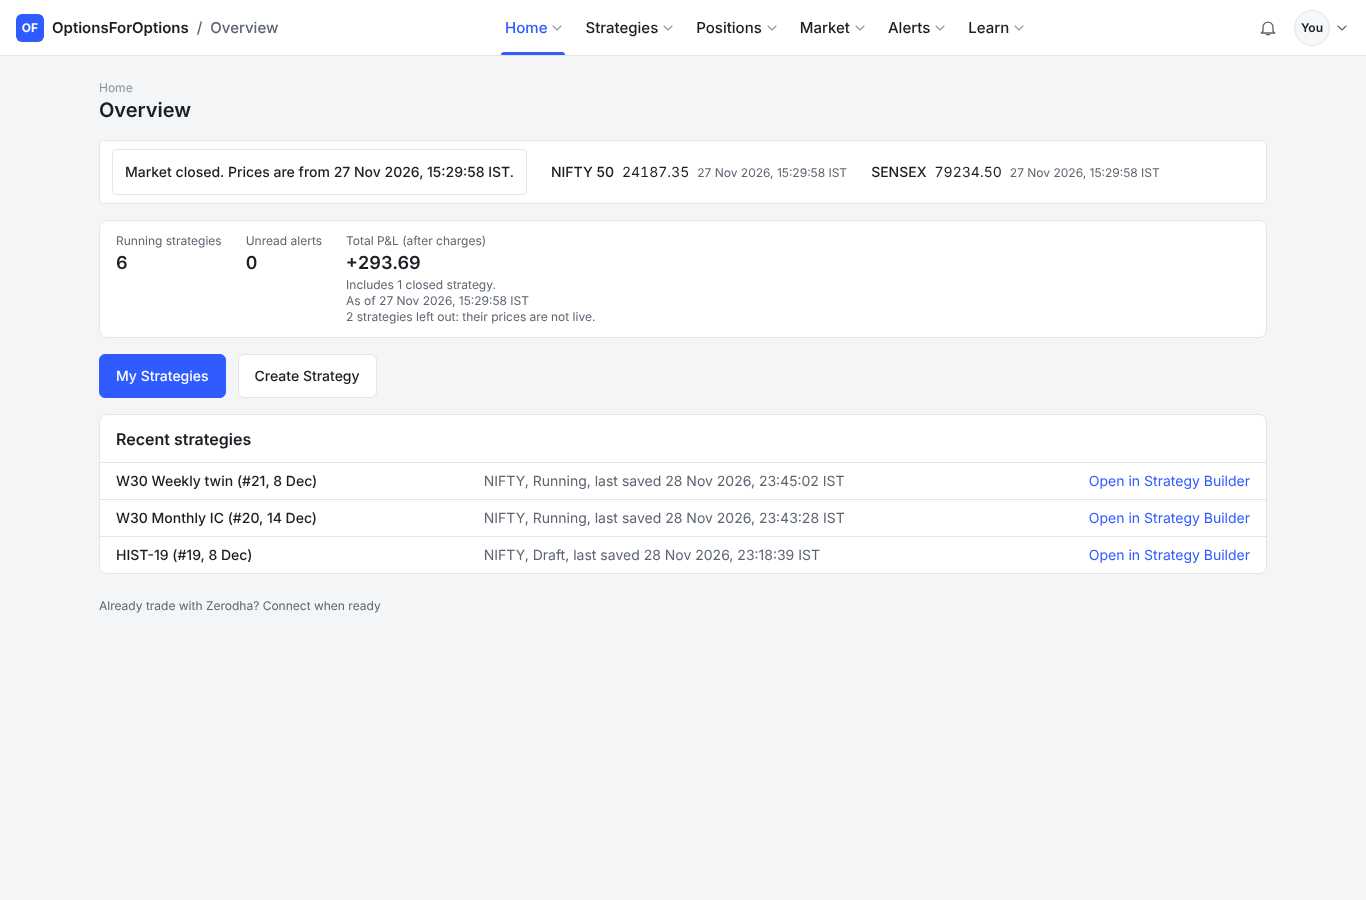 OF OptionsForOptions / Overview Home Strategies Positions Market Alerts Learn You
Home
Overview
Market closed. Prices are from 27 Nov 2026, 15:29:58 IST. NIFTY 50 24187.35 27 Nov 2026, 15:29:58 IST SENSEX 79234.50 27 Nov 2026, 15:29:58 IST
Running strategies Unread alerts Total P&L (after charges)
6 0 +293.69
Includes 1 closed strategy.
As of 27 Nov 2026, 15:29:58 IST
2 strategies left out: their prices are not live.
My Strategies Create Strategy
Recent strategies
W30 Weekly twin (#21, 8 Dec) NIFTY, Running, last saved 28 Nov 2026, 23:45:02 IST Open in Strategy Builder
W30 Monthly IC (#20, 14 Dec) NIFTY, Running, last saved 28 Nov 2026, 23:43:28 IST Open in Strategy Builder
HIST-19 (#19, 8 Dec) NIFTY, Draft, last saved 28 Nov 2026, 23:18:39 IST Open in Strategy Builder
Already trade with Zerodha? Connect when ready